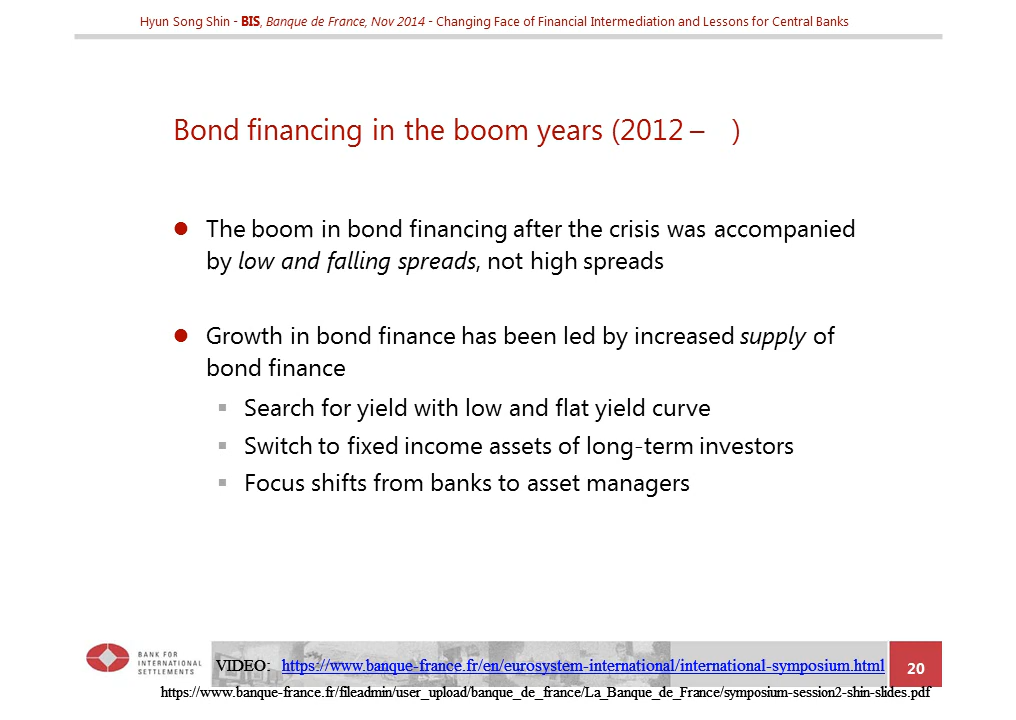 Hyun Song Shin - BIS, Banque de France, Nov 2014 - Changing Face of Financial Intermediation and Lessons for Central Banks
Bond financing in the boom years (2012 –   )
● The boom in bond financing after the crisis was accompanied
by low and falling spreads, not high spreads
● Growth in bond finance has been led by increased supply of
bond finance
▪ Search for yield with low and flat yield curve
▪ Switch to fixed income assets of long-term investors
▪ Focus shifts from banks to asset managers
BANK FOR
INTERNATIONAL
SETTLEMENTS
VIDEO: https://www.banque-france.fr/en/eurosystem-international/international-symposium.html
20
https://www.banque-france.fr/fileadmin/user_upload/banque_de_france/La_Banque_de_France/symposium-session2-shin-slides.pdf